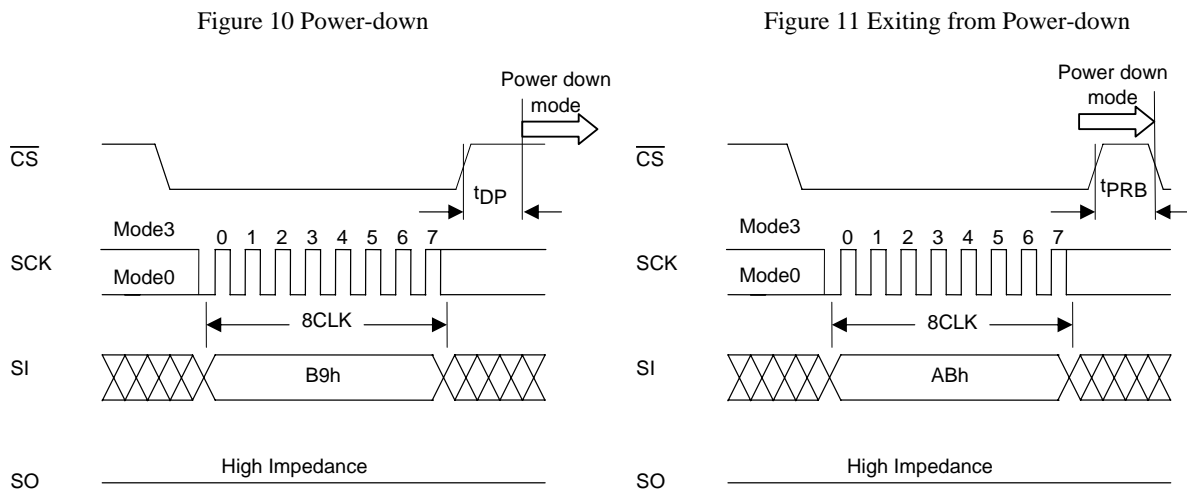 Figure 10 Power-down
Power down
mode
CS
tDP
Mode3
0 1 2 3 4 5 6 7
SCK
Mode0
8CLK
SI
B9h
High Impedance
SO
Figure 11 Exiting from Power-down
Power down
mode
CS
tPRB
Mode3
0 1 2 3 4 5 6 7
SCK
Mode0
8CLK
SI
ABh
High Impedance
SO